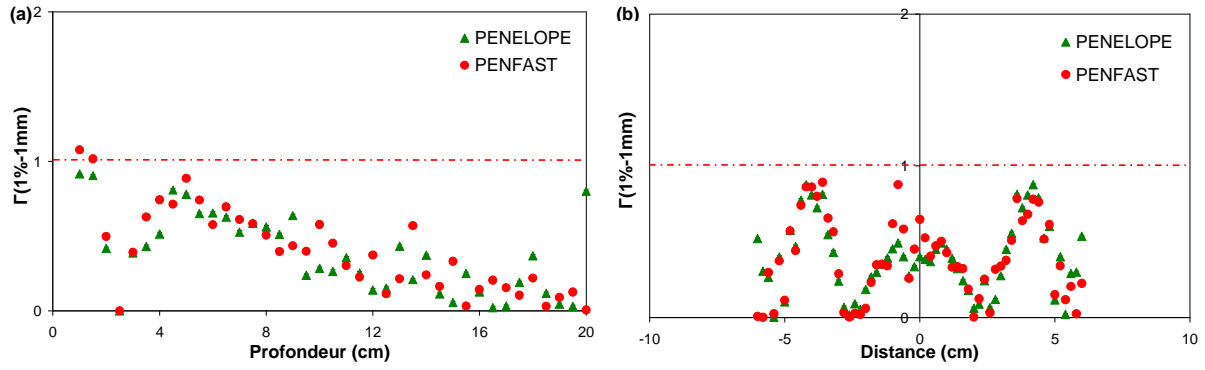 (a)
2
1
0
Γ(1%-1mm)
PENELOPE
PENFAST
0 4 8 12 16 20
Profondeur (cm)
(b)
2
1
0
Γ(1%-1mm)
PENELOPE
PENFAST
-10 -5 0 5 10
Distance (cm)